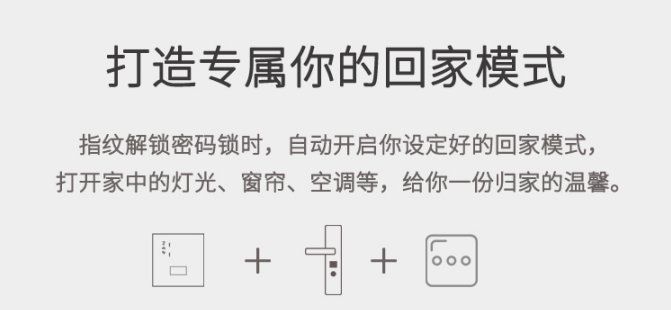 打造专属你的回家模式
指纹解锁密码锁时，自动开启你设定好的回家模式，
打开家中的灯光、窗帘、空调等，给你一份归家的温馨。